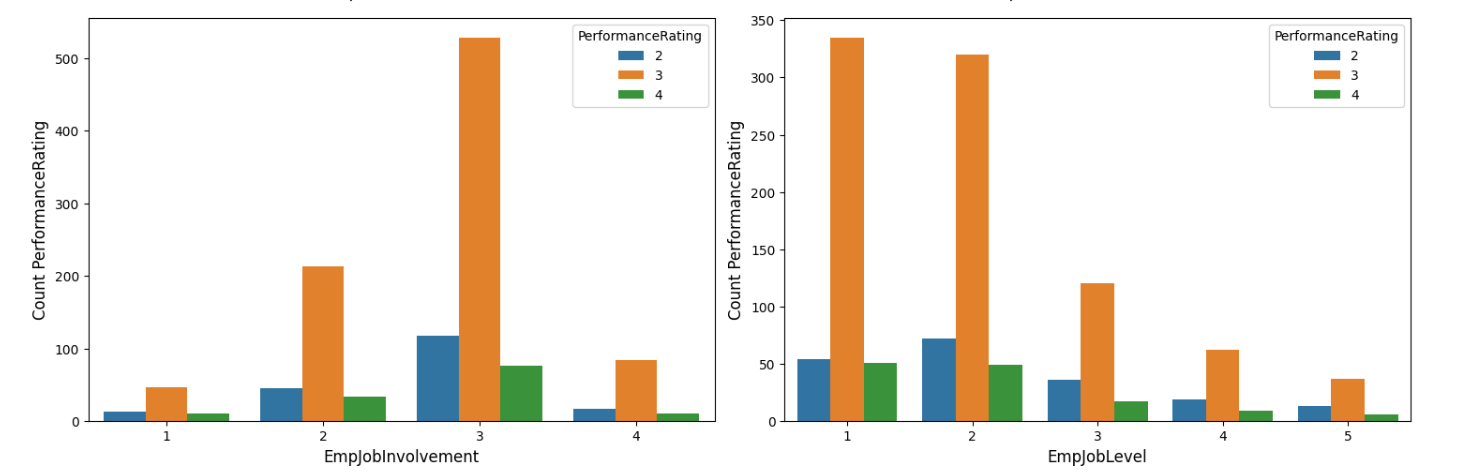 Count PerformanceRating
500
400
300
200
100
0
PerformanceRating
2
3
4
1 2 3 4
EmpJobInvolvement
Count PerformanceRating
350
300
250
200
150
100
50
0
PerformanceRating
2
3
4
1 2 3 4 5
EmpJobLevel